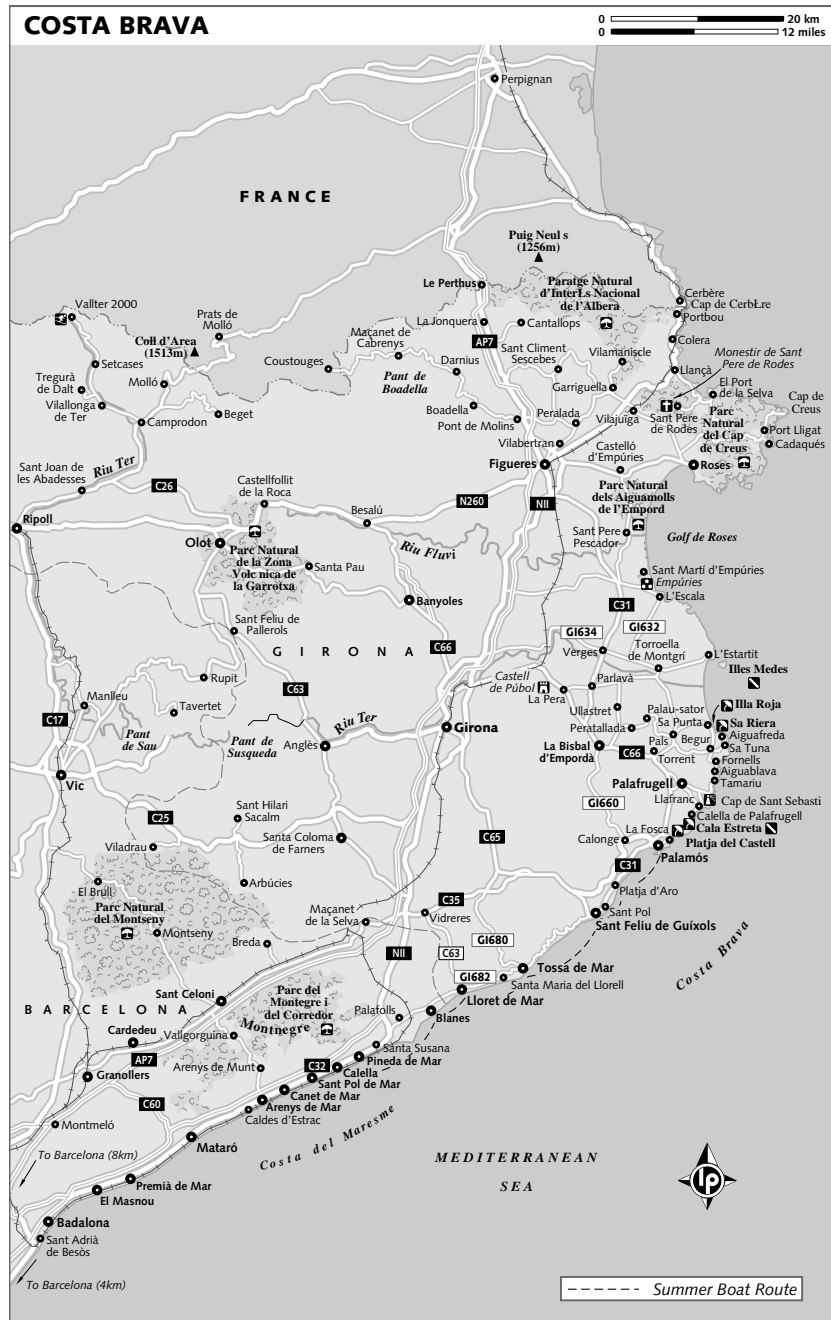 COSTA BRAVA
0 20 km
0 12 miles
Perpignan
FRANCE
Puig Neul s
(1256m)
Le Perthus
Paratge Natural
d'InterŁs Nacional
de l'Albera
Cerbère
Cap de CerbŁre
Portbou
Vallter 2000
Prats de
Molló
Coll d'Area
(1513m)
La Jonquera
Cantallops
Colera
AP7
Maçanet de
Cabrenys
Coustouges
Darnius
Sant Climent
Sescebes
Vilamaniscle
Monestir de Sant
Pere de Rodes
Setcases
Molló
Pant de
Boadella
Llançà
Garriguella
El Port
de la Selva
Cap de
Creus
Tregurà
de Dalt
Vilallonga
de Ter
Camprodon
Beget
Boadella
Pont de Molins
Peralada
Vilajuïga
Sant Pere
de Rodes
Parc
Natural
del Cap
de Creus
Port Lligat
Cadaqués
Vilabertran
Castelló
d'Empúries
Figueres
Roses
Sant Joan de
les Abadesses
Riu Ter
C26
Castellfollit
de la Roca
Besalú
N260
NII
Parc Natural
dels Aiguamolls
de l'Empord
Ripoll
Olot
Parc Natural
de la Zona
Volc nica de
la Garrotxa
Riu Fluvi
Sant Pere
Pescador
Golf de Roses
Santa Pau
Sant Martí d'Empúries
Empúries
L'Escala
Banyoles
C31
Sant Feliu de
Pallerols
GIRONA
C66
GI634
GI632
Verges
Torroella
de Montgrí
L'Estartit
Illes Medes
Rupit
C63
Castell
de Púbol
La Pera
Parlavà
Illa Roja
Manlleu
Tavertet
Ullastret
Palau-sator
Sa Punta
Sa Riera
C17
Pant
de Sau
Pant de
Susqueda
Riu Ter
Girona
Peratallada
Pals
Begur
Aiguafreda
Sa Tuna
Anglès
La Bisbal
d'Empordà
C66
Torrent
Fornells
Aiguablava
Tamariu
Vic
Palafrugell
Llafranc
Cap de Sant Sebasti
Calella de Palafrugell
GI660
C25
Sant Hilari
Sacalm
Santa Coloma
de Farners
C65
La Fosca
Cala Estreta
Calonge
Platja del Castell
Palamós
Viladrau
C31
El Brull
Arbúcies
Platja d'Aro
Parc Natural
del Montseny
Montseny
Maçanet
de la Selva
C35
Vidreres
Sant Pol
Sant Feliu de Guíxols
Breda
GI680
NII
C63
Costa Brava
GI682
Tossa de Mar
Santa Maria del Llorell
Sant Celoni
Parc del
Montegre i
del Corredor
Montnegre
Palafolls
Lloret de Mar
Blanes
BARCELONA
Cardedeu
Vallgorguina
Santa Susana
AP7
Arenys de Munt
Pineda de Mar
C32
Calella
Granollers
Sant Pol de Mar
Canet de Mar
C60
Arenys de Mar
Caldes d'Estrac
Montmeló
Costa del Maresme
Mataró
MEDITERRANEAN
SEA
To Barcelona (8km)
Premià de Mar
El Masnou
lp
Badalona
Sant Adrià
de Besòs
To Barcelona (4km)
Summer Boat Route